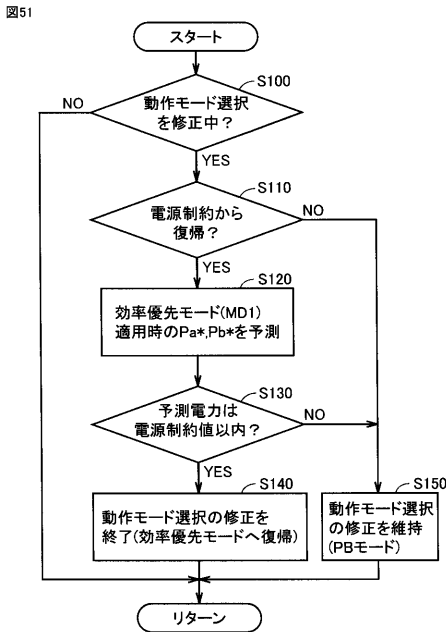 図51
スタート
S100
NO
動作モード選択
を修正中？
YES
S110
電源制約から
復帰？
NO
YES
S120
効率優先モード(MD1)
適用時のPa*,Pb*を予測
S130
予測電力は
電源制約値以内？
NO
YES
S140
動作モード選択の修正を
終了(効率優先モードへ復帰)
S150
動作モード選択
の修正を維持
(PBモード)
リターン